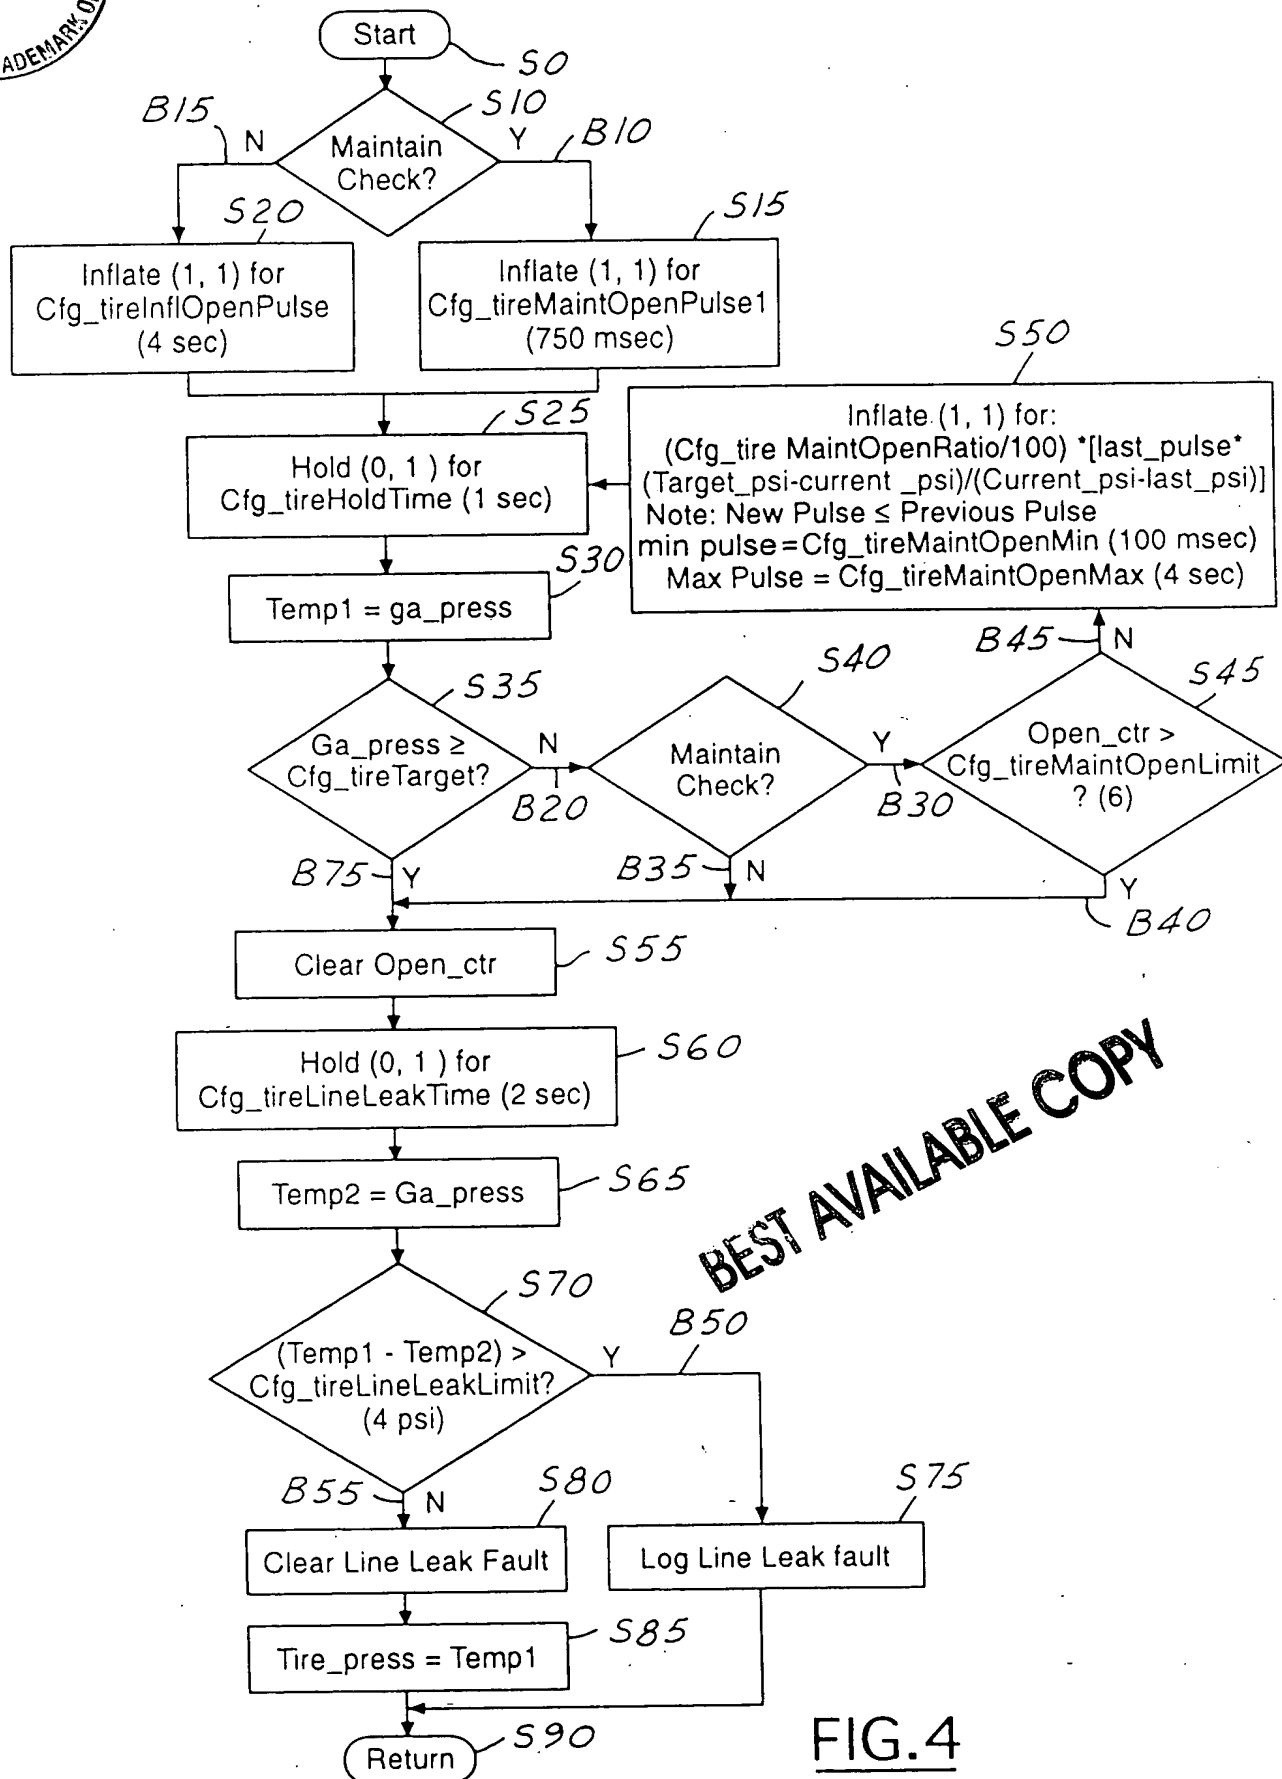 ADEMARK
Start
S0
S10
B15
N
Y
B10
Maintain
Check?
S20
S15
Inflate (1, 1) for
Cfg_tireInflOpenPulse
(4 sec)
Inflate (1, 1) for
Cfg_tireMaintOpenPulse1
(750 msec)
S50
Inflate (1, 1) for:
(Cfg_tire MaintOpenRatio/100) *[last_pulse*
(Target_psi-current _psi)/(Current_psi-last_psi)]
Note: New Pulse ≤ Previous Pulse
min pulse=Cfg_tireMaintOpenMin (100 msec)
Max Pulse = Cfg_tireMaintOpenMax (4 sec)
S25
Hold (0, 1 ) for
Cfg_tireHoldTime (1 sec)
S30
Temp1 = ga_press
B45
N
S35
S40
S45
Ga_press ≥
Cfg_tireTarget?
N
B20
Maintain
Check?
Y
B30
Open_ctr >
Cfg_tireMaintOpenLimit
? (6)
B75
Y
B35
N
Y
B40
Clear Open_ctr
S55
Hold (0, 1 ) for
Cfg_tireLineLeakTime (2 sec)
S60
Temp2 = Ga_press
S65
BEST AVAILABLE COPY
S70
(Temp1 - Temp2) >
Cfg_tireLineLeakLimit?
(4 psi)
Y
B50
B55
N
S80
S75
Clear Line Leak Fault
Log Line Leak fault
Tire_press = Temp1
S85
Return
S90
FIG.4